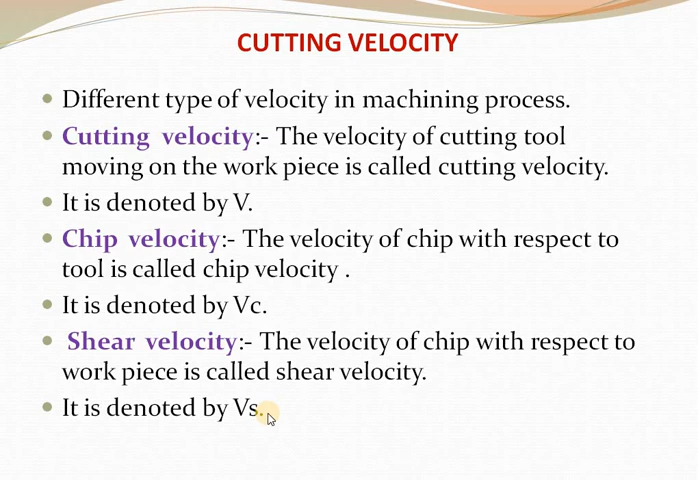 CUTTING VELOCITY
Different type of velocity in machining process.
Cutting velocity:- The velocity of cutting tool
moving on the work piece is called cutting velocity.
It is denoted by V.
Chip velocity:- The velocity of chip with respect to
tool is called chip velocity .
It is denoted by Vc.
Shear velocity:- The velocity of chip with respect to
work piece is called shear velocity.
It is denoted by Vs.